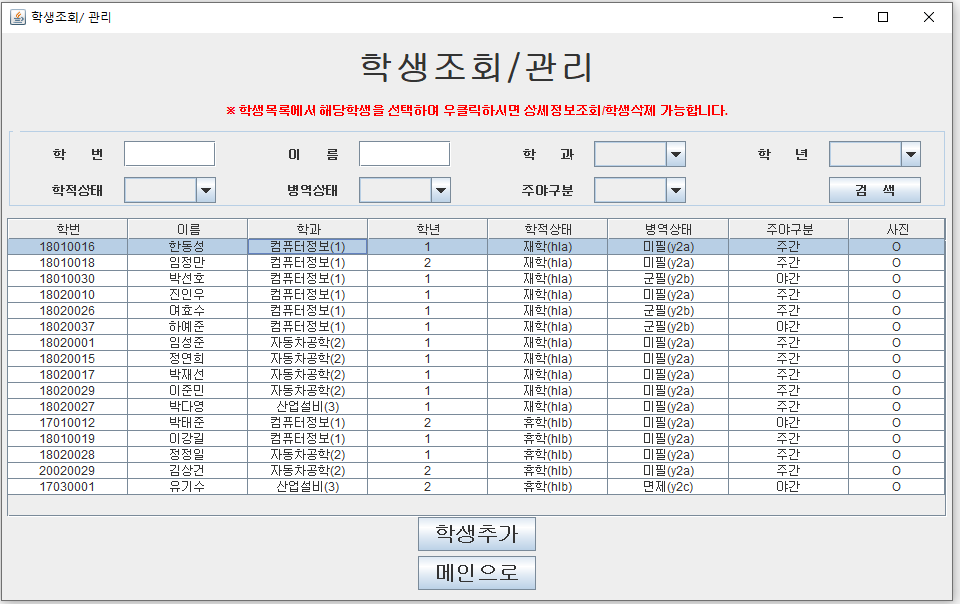 학생조회/ 관리
학생조회/관리
※ 학생목록에서 해당학생을 선택하여 우클릭하시면 상세정보조회/학생삭제 가능합니다.
학 번 이 름 학 과 학 년
학적상태 병역상태 주야구분 검 색
학번 이름 학과 학년 학적상태 병역상태 주야구분 사진
18010016 한동성 컴퓨터정보(1) 1 재학(hla) 미필(y2a) 주간 O
18010018 임정만 컴퓨터정보(1) 2 재학(hla) 미필(y2a) 주간 O
18010030 박선호 컴퓨터정보(1) 1 재학(hla) 군필(y2b) 야간 O
18020010 진인우 컴퓨터정보(1) 1 재학(hla) 미필(y2a) 주간 O
18020026 여효수 컴퓨터정보(1) 1 재학(hla) 군필(y2b) 주간 O
18020037 하예준 컴퓨터정보(1) 1 재학(hla) 군필(y2b) 야간 O
18020001 임성준 자동차공학(2) 1 재학(hla) 미필(y2a) 주간 O
18020015 정연희 자동차공학(2) 1 재학(hla) 미필(y2a) 주간 O
18020017 박재선 자동차공학(2) 1 재학(hla) 미필(y2a) 주간 O
18020029 이준민 자동차공학(2) 1 재학(hla) 미필(y2a) 주간 O
18020027 박다영 산업설비(3) 1 재학(hla) 미필(y2a) 주간 O
17010012 박태준 컴퓨터정보(1) 2 휴학(hlb) 미필(y2a) 야간 O
18010019 이강길 컴퓨터정보(1) 1 휴학(hlb) 미필(y2a) 주간 O
18020028 정정일 자동차공학(2) 1 휴학(hlb) 미필(y2a) 주간 O
20020029 김상건 자동차공학(2) 2 휴학(hlb) 미필(y2a) 주간 O
17030001 유기수 산업설비(3) 2 휴학(hlb) 면제(y2c) 야간 O
학생추가
메인으로